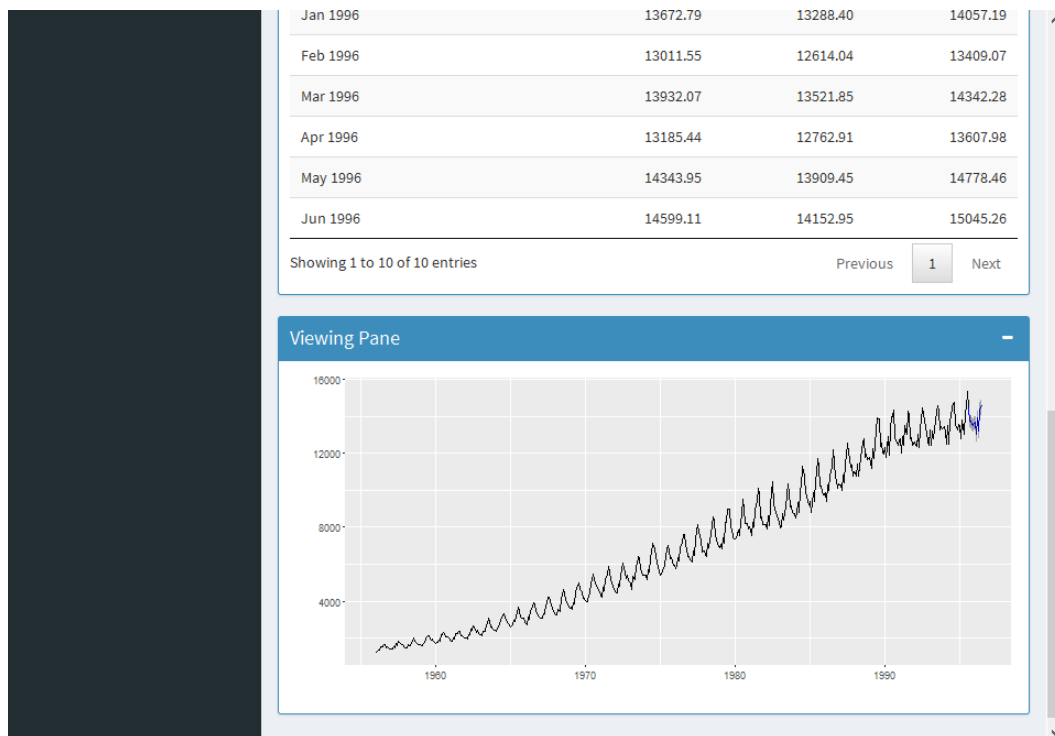 Jan 1996 13672.79 13288.40 14057.19
Feb 1996 13011.55 12614.04 13409.07
Mar 1996 13932.07 13521.85 14342.28
Apr 1996 13185.44 12762.91 13607.98
May 1996 14343.95 13909.45 14778.46
Jun 1996 14599.11 14152.95 15045.26
Showing 1 to 10 of 10 entries Previous 1 Next
Viewing Pane
16000
12000
8000
4000
1960 1970 1980 1990